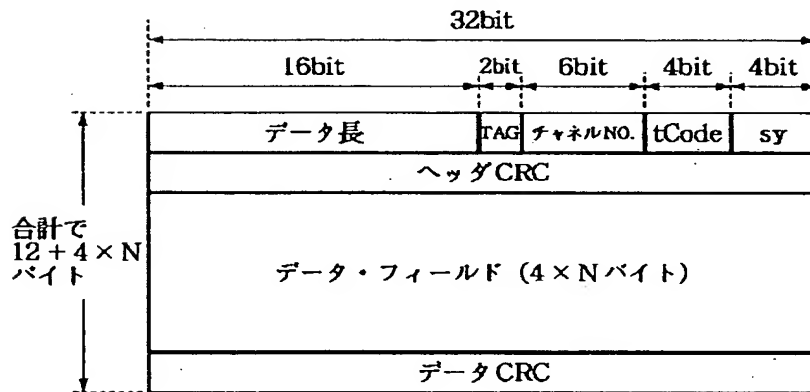 32bit
16bit 2bit 6bit 4bit 4bit
データ長 TAG チャネルNO. tCode sy
ヘッダCRC
合計で
12+4×N
バイト
データ・フィールド (4×Nバイト)
データCRC